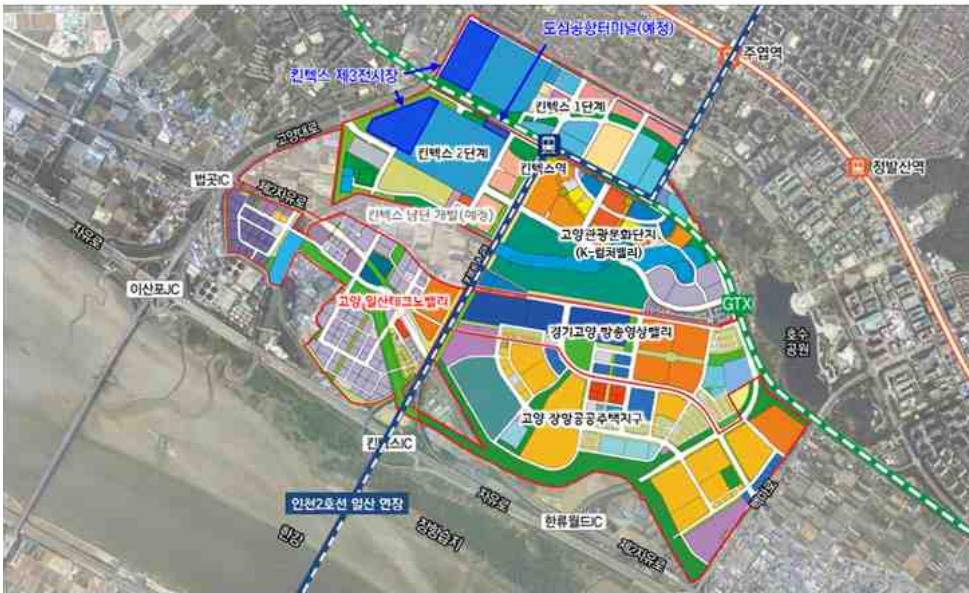 도심공항터미널(예정)
주엽역
킨텍스 제3전시장
킨텍스 1단계
고양대로
킨텍스 2단계
킨텍스역
정발산역
법곳IC
제2자유로
킨텍스 남단 개발(예정)
고양관광문화단지
(K-컬처밸리)
자유로
이산포JC
고양 일산테크노밸리
GTX
경기고양 방송영상밸리
호수
공원
고양 장항공공주택지구
킨텍스IC
인천2호선 일산 연장
자유로
한류월드IC
한강
장항습지
제2자유로